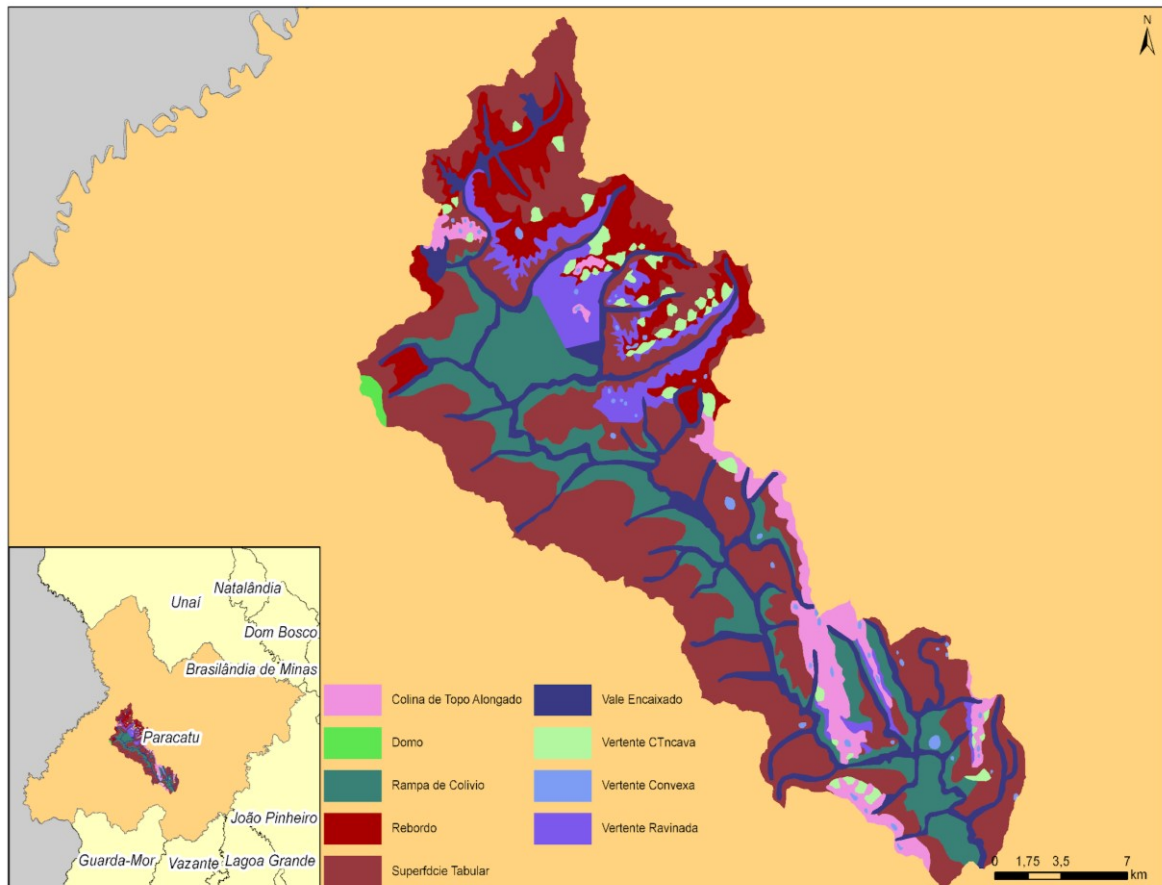 N
Unaí
Natalândia
Dom Bosco
Brasilândia de Minas
Paracatu
João Pinheiro
Guarda-Mor
Vazante
Lagoa Grande
Colina de Topo Alongado
Domo
Rampa de Colivio
Rebordo
Superfdcie Tabular
Vale Encaixado
Vertente CTncava
Vertente Convexa
Vertente Ravinada
0 1,75 3,5 7
km